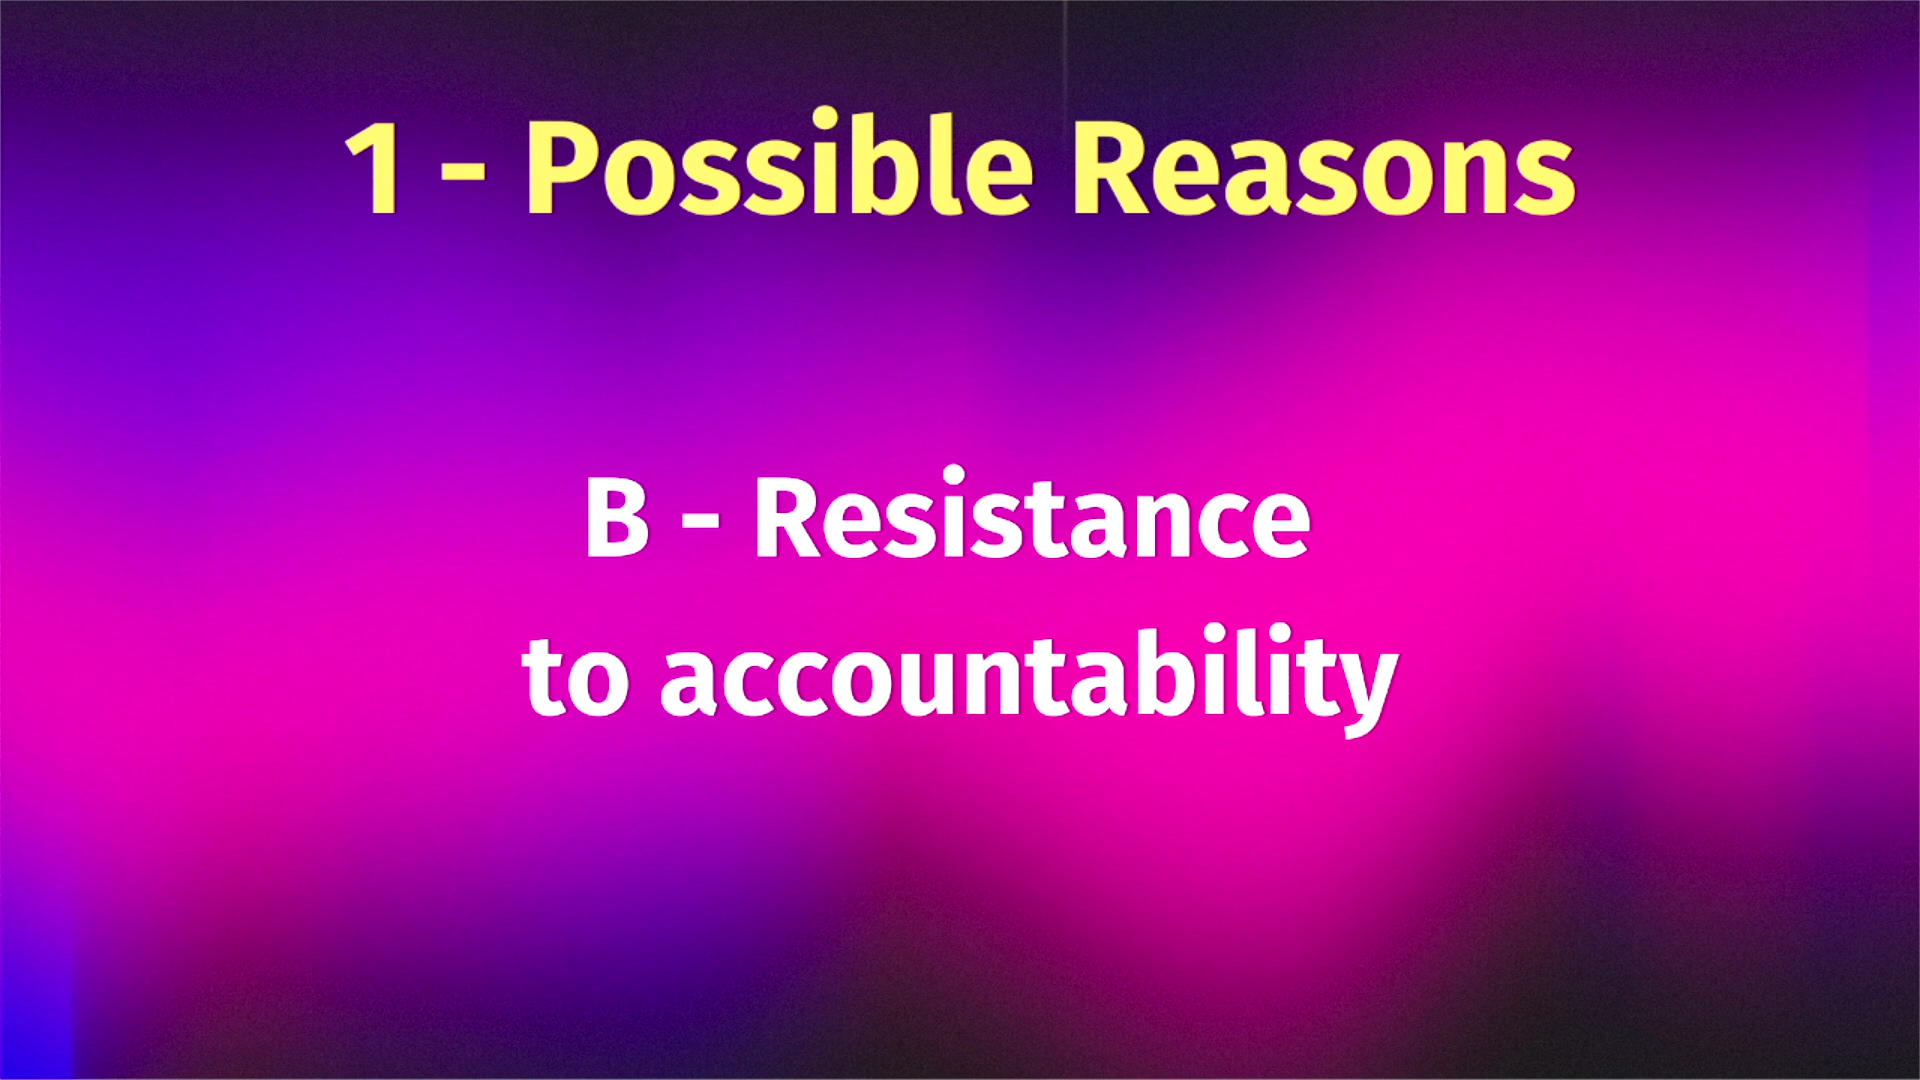 1 - Possible Reasons
B - Resistance
to accountability